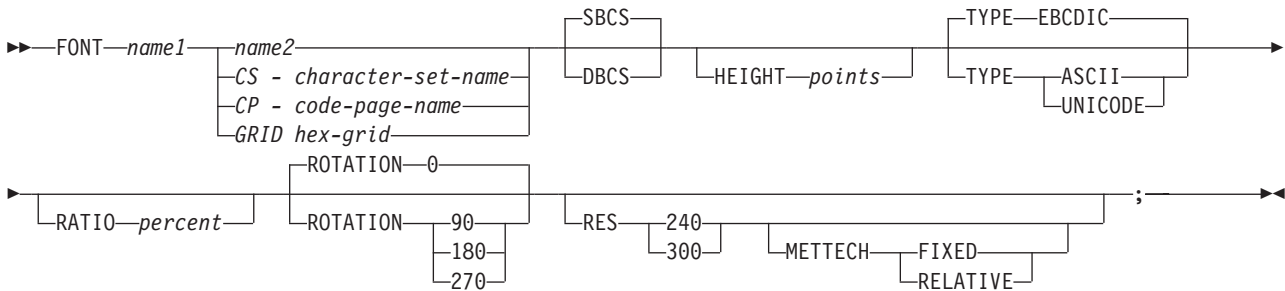 SBCS TYPE EBCDIC
FONT name1 name2 DBCS HEIGHT points TYPE ASCII
CS - character-set-name UNICODE
CP - code-page-name
GRID hex-grid
ROTATION 0
RATIO percent ROTATION 90 RES 240 METTECH FIXED ;
180 300 RELATIVE
270